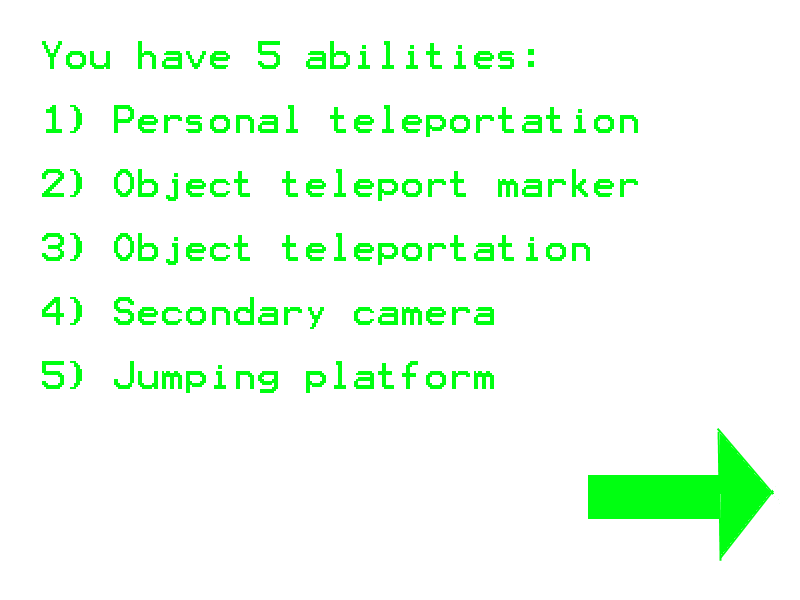 You have 5 abilities:
1) Personal teleportation
2) Object teleport marker
3) Object teleportation
4) Secondary camera
5) Jumping platform